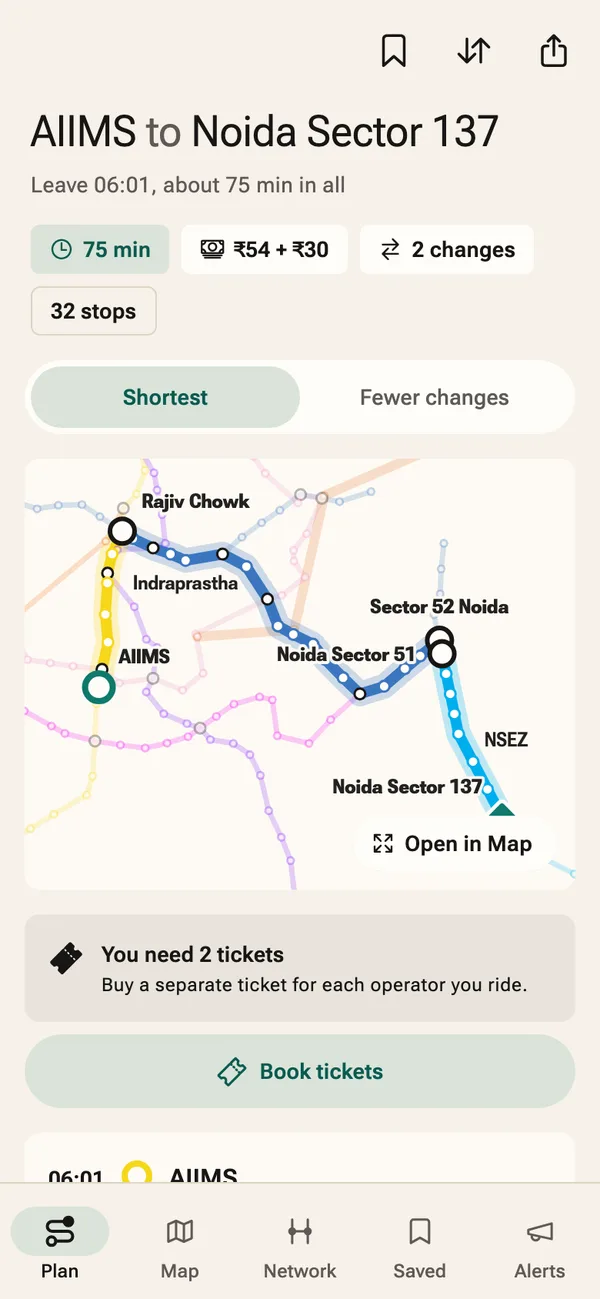 AIIMS to Noida Sector 137
Leave 06:01, about 75 min in all
75 min
₹54 + ₹30
2 changes
32 stops
Shortest
Fewer changes
Rajiv Chowk
Indraprastha
Sector 52 Noida
AIIMS
Noida Sector 51
NSEZ
Noida Sector 137
Open in Map
You need 2 tickets
Buy a separate ticket for each operator you ride.
Book tickets
06:01 AIIMS
Plan
Map
Network
Saved
Alerts